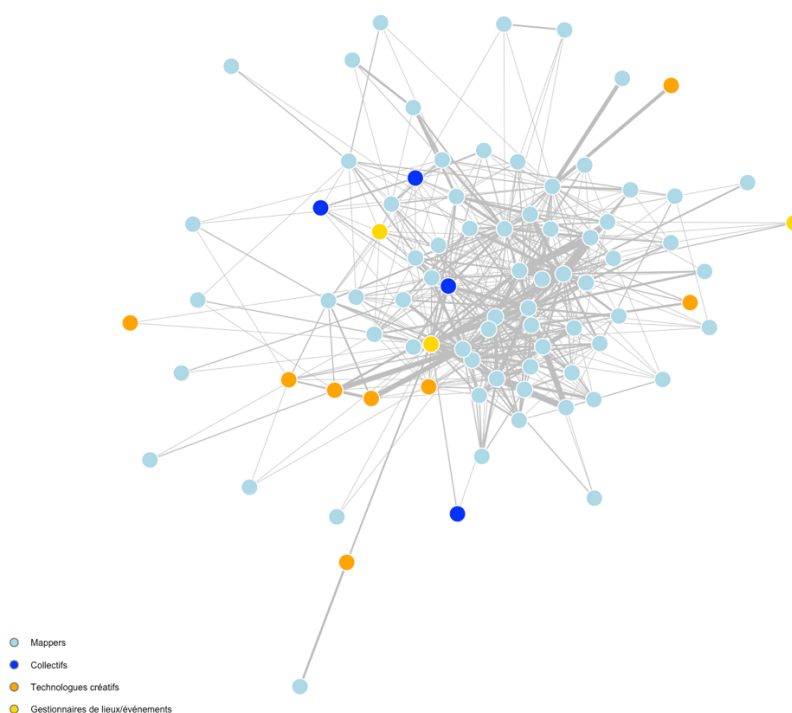 Mappers
Collectifs
Technologues créatifs
Gestionnaires de lieux/événements